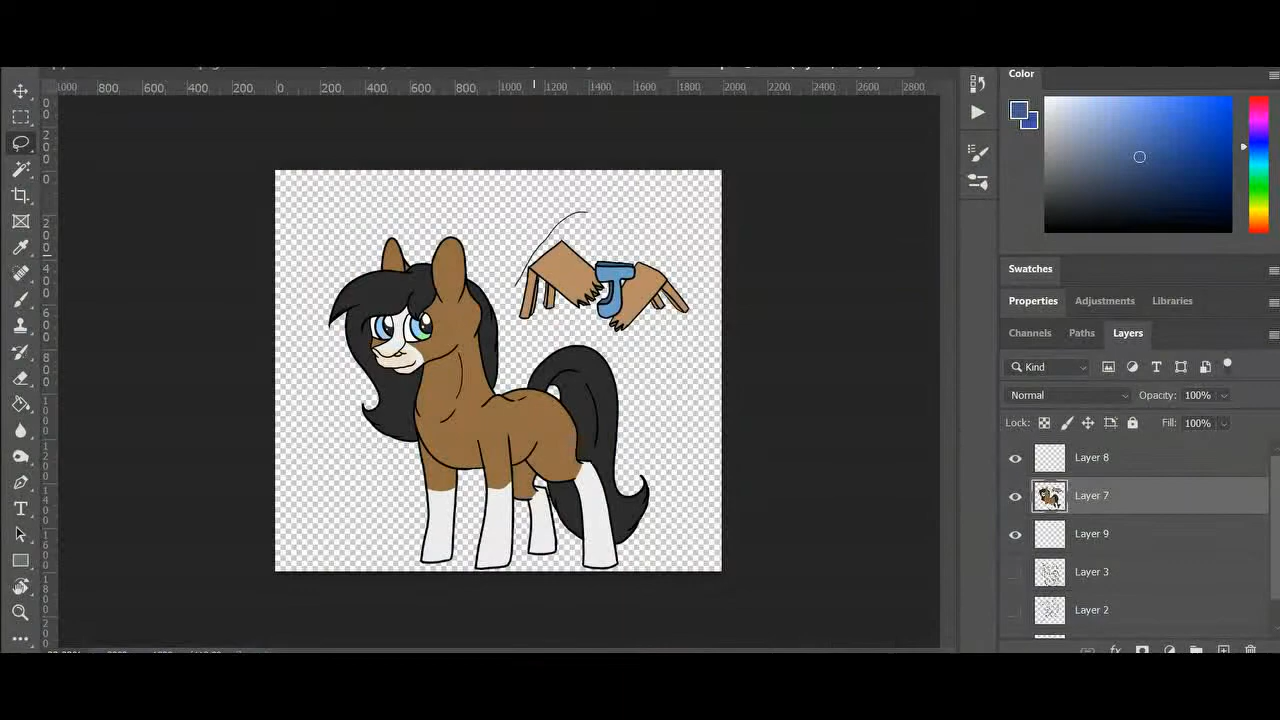 1000 800 600 400 200 0 200 400 600 800 1000 1200 1400 1600 1800 2000 2200 2400 2600 2800
Color
Swatches
Properties Adjustments Libraries
Channels Paths Layers
Kind
Normal Opacity: 100%
Lock: Fill: 100%
Layer 8
Layer 7
Layer 9
Layer 3
Layer 2